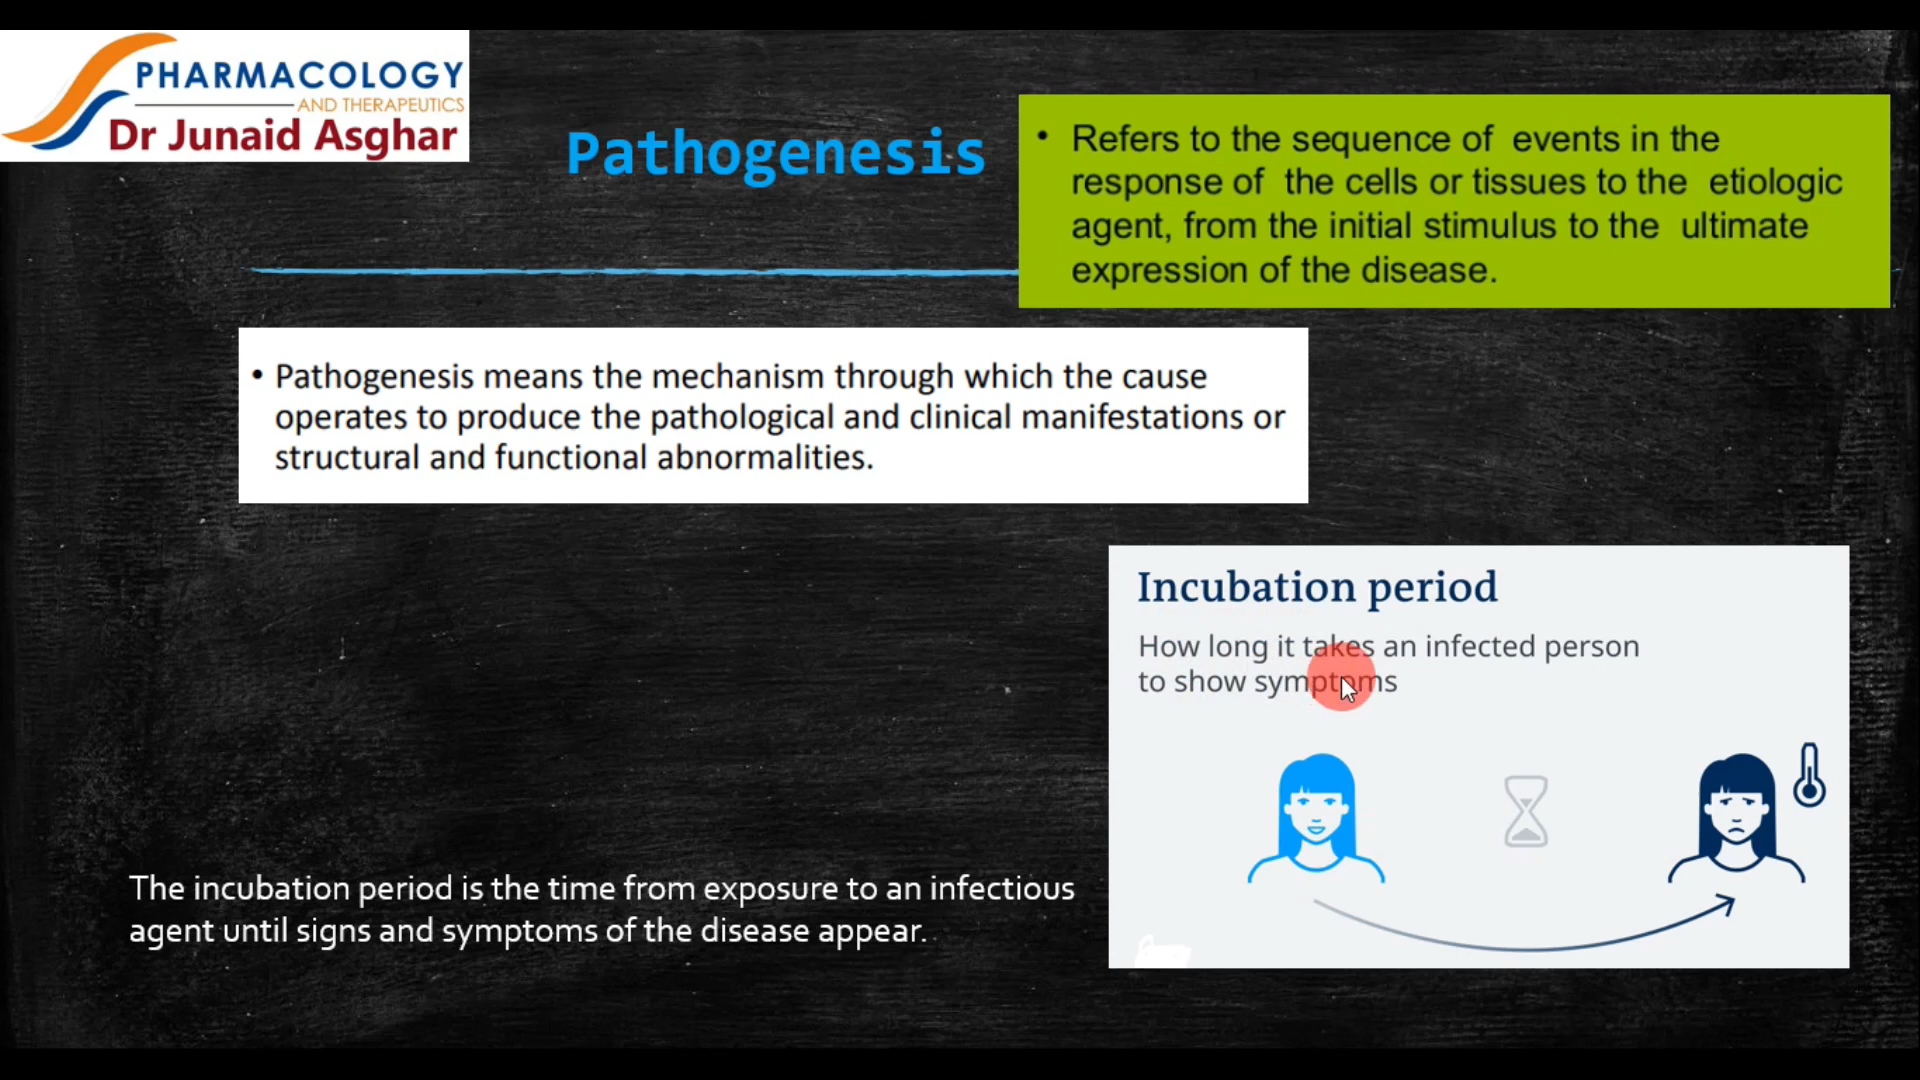 PHARMACOLOGY
AND THERAPEUTICS
Dr Junaid Asghar
Pathogenesis
• Refers to the sequence of events in the
response of the cells or tissues to the etiologic
agent, from the initial stimulus to the ultimate
expression of the disease.
• Pathogenesis means the mechanism through which the cause
operates to produce the pathological and clinical manifestations or
structural and functional abnormalities.
Incubation period
How long it takes an infected person
to show symptoms
The incubation period is the time from exposure to an infectious
agent until signs and symptoms of the disease appear.